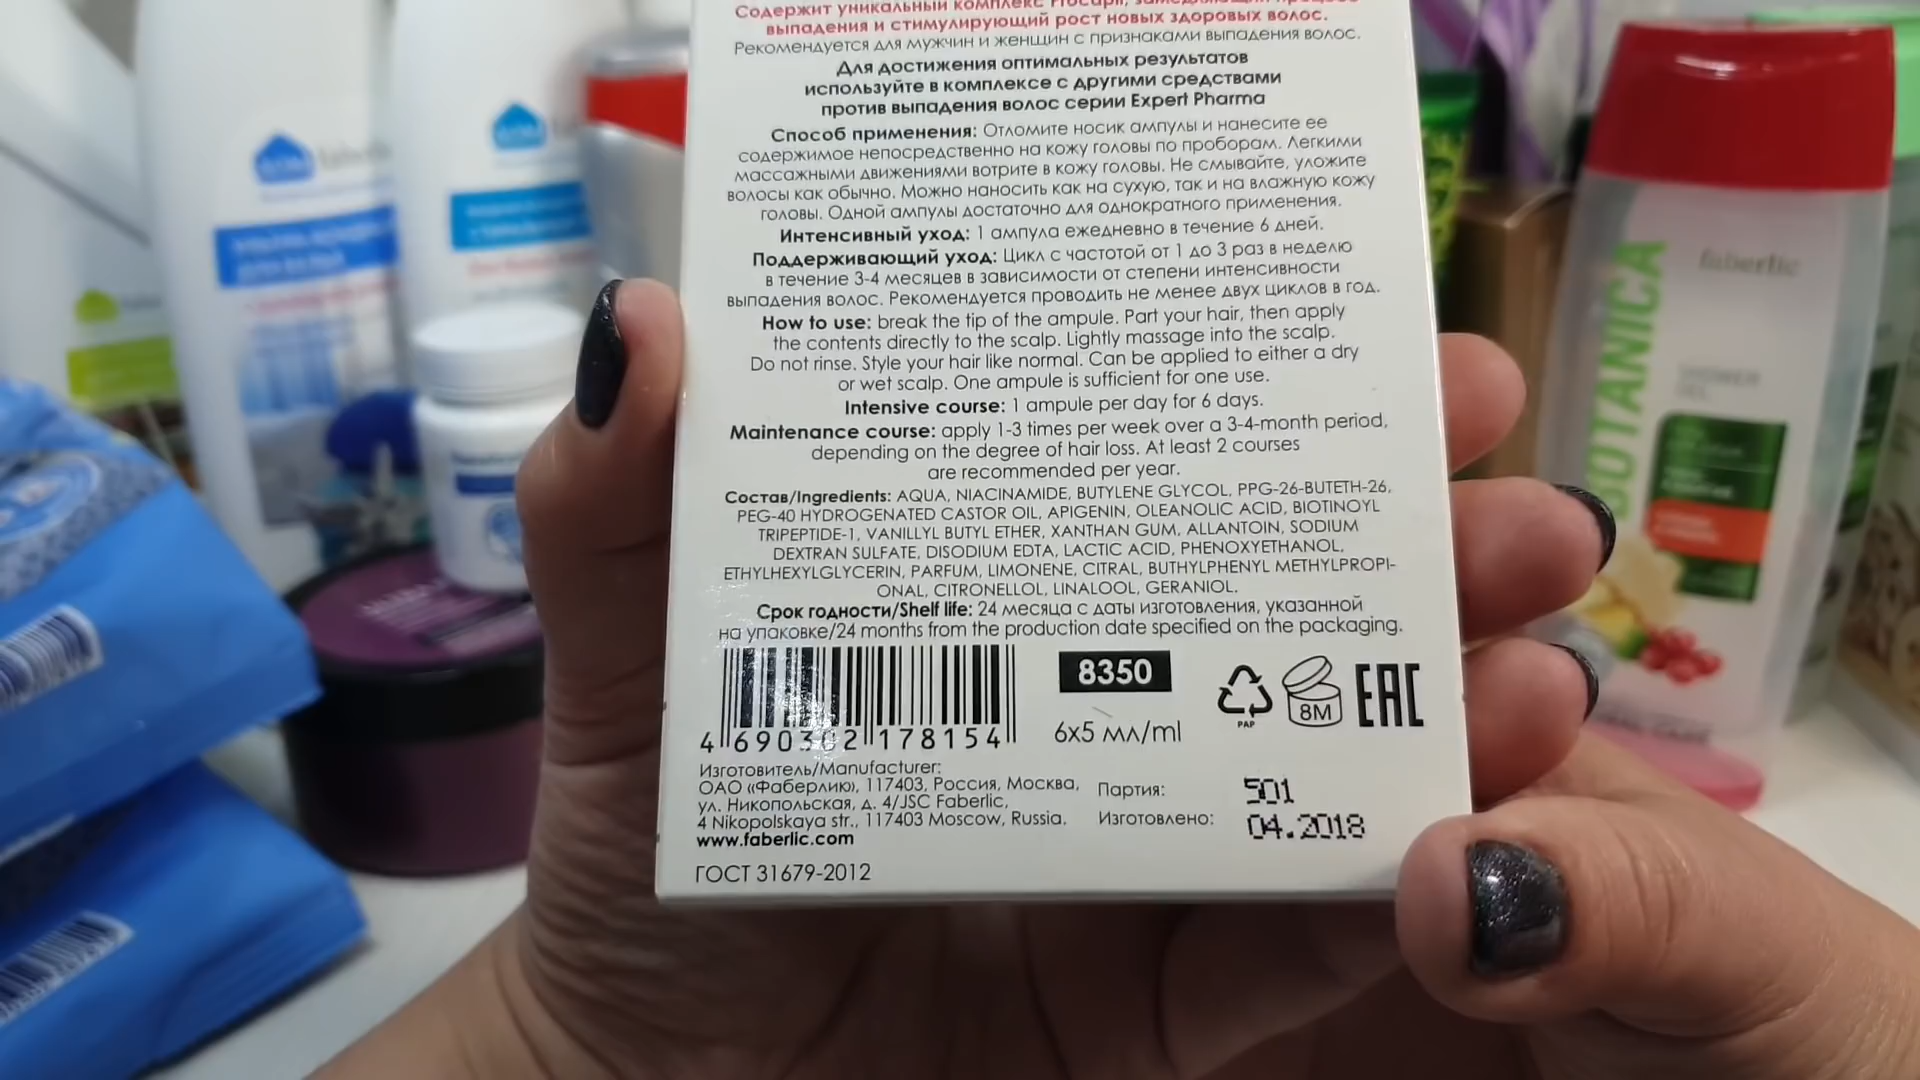 Содержит уникальный комплекс Procapil, замедляющий процесс
выпадения и стимулирующий рост новых здоровых волос.
Рекомендуется для мужчин и женщин с признаками выпадения волос.
Для достижения оптимальных результатов
используйте в комплексе с другими средствами
против выпадения волос серии Expert Pharma
Способ применения: Отломите носик ампулы и нанесите ее
содержимое непосредственно на кожу головы по проборам. Легкими
массажными движениями вотрите в кожу головы. Не смывайте, уложите
волосы как обычно. Можно наносить как на сухую, так и на влажную кожу
головы. Одной ампулы достаточно для однократного применения.
Интенсивный уход: 1 ампула ежедневно в течение 6 дней.
Поддерживающий уход: Цикл с частотой от 1 до 3 раз в неделю
в течение 3-4 месяцев в зависимости от степени интенсивности
выпадения волос. Рекомендуется проводить не менее двух циклов в год.
How to use: break the tip of the ampule. Part your hair, then apply
the contents directly to the scalp. Lightly massage into the scalp.
Do not rinse. Style your hair like normal. Can be applied to either a dry
or wet scalp. One ampule is sufficient for one use.
Intensive course: 1 ampule per day for 6 days.
Maintenance course: apply 1-3 times per week over a 3-4-month period,
depending on the degree of hair loss. At least 2 courses
are recommended per year.
Состав/Ingredients: AQUA, NIACINAMIDE, BUTYLENE GLYCOL, PPG-26-BUTETH-26,
PEG-40 HYDROGENATED CASTOR OIL, APIGENIN, OLEANOLIC ACID, BIOTINOYL
TRIPEPTIDE-1, VANILLYL BUTYL ETHER, XANTHAN GUM, ALLANTOIN, SODIUM
DEXTRAN SULFATE, DISODIUM EDTA, LACTIC ACID, PHENOXYETHANOL,
ETHYLHEXYLGLYCERIN, PARFUM, LIMONENE, CITRAL, BUTHYLPHENYL METHYLPROPI-
ONAL, CITRONELLOL, LINALOOL, GERANIOL.
Срок годности/Shelf life: 24 месяца с даты изготовления, указанной
на упаковке/24 months from the production date specified on the packaging.
4 690302 178154
8350
6x5 мл/ml
PAP
8M
EAC
Изготовитель/Manufacturer:
ОАО «Фаберлик», 117403, Россия, Москва,
ул. Никопольская, д. 4/JSC Faberlic,
4 Nikopolskaya str., 117403 Moscow, Russia.
www.faberlic.com
Партия: 501
Изготовлено: 04.2018
ГОСТ 31679-2012
BOTANICA
faberlic
SHOWER
GEL